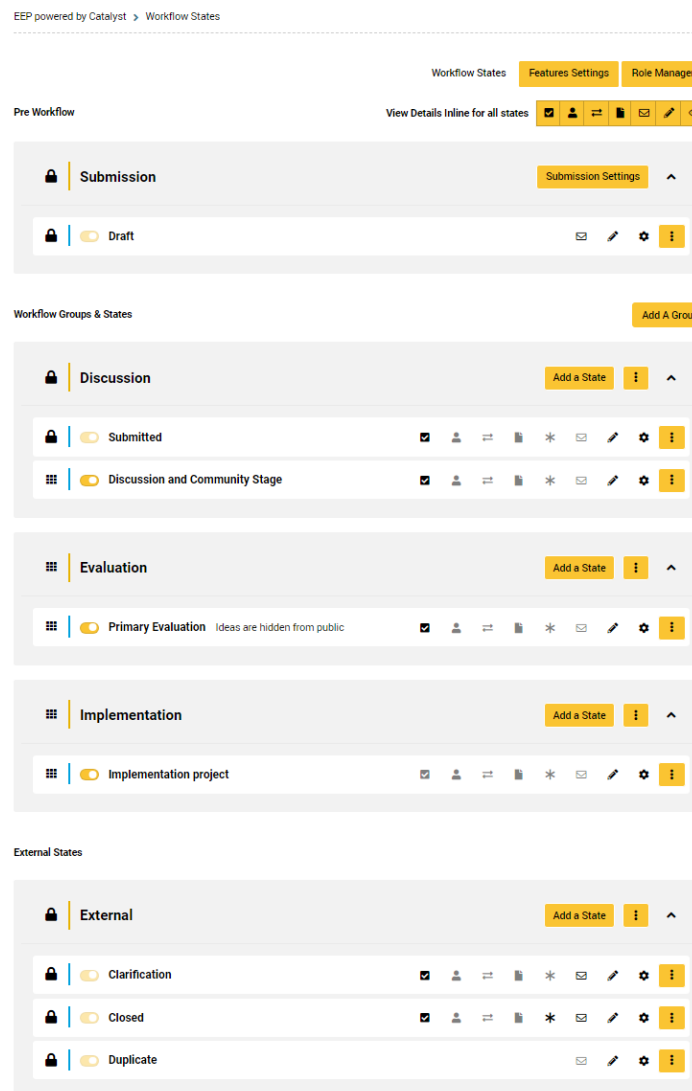 EEP powered by Catalyst > Workflow States
Workflow States Features Settings Role Manager
Pre Workflow View Details Inline for all states
Submission Submission Settings
Draft
Workflow Groups & States Add A Grou
Discussion Add a State
Submitted
Discussion and Community Stage
Evaluation Add a State
Primary Evaluation Ideas are hidden from public
Implementation Add a State
Implementation project
External States
External Add a State
Clarification
Closed
Duplicate